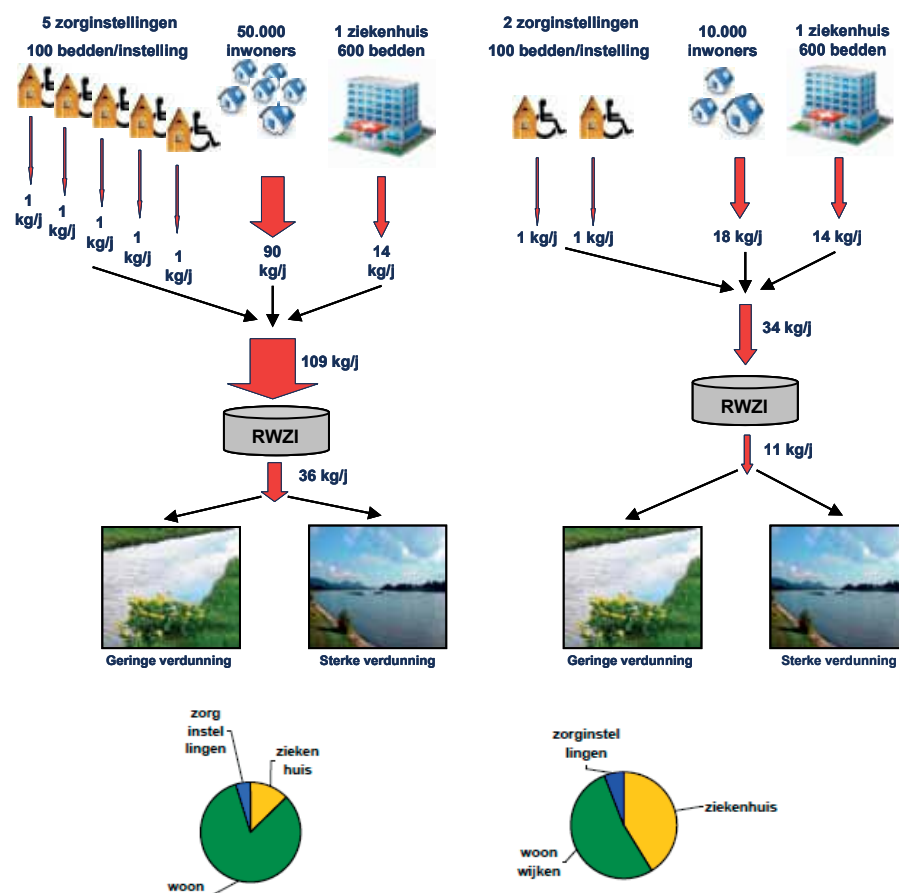 5 zorginstellingen
100 bedden/instelling
50.000
inwoners
1 ziekenhuis
600 bedden
1
kg/j
1
kg/j
1
kg/j
1
kg/j
1
kg/j
90
kg/j
14
kg/j
109 kg/j
RWZI
36 kg/j
Geringe verdunning
Sterke verdunning
zorg
instel
lingen
zieken
huis
woon
2 zorginstellingen
100 bedden/instelling
10.000
inwoners
1 ziekenhuis
600 bedden
1 kg/j
1 kg/j
18 kg/j
14 kg/j
34 kg/j
RWZI
11 kg/j
Geringe verdunning
Sterke verdunning
zorginstel
lingen
ziekenhuis
woon
wijken